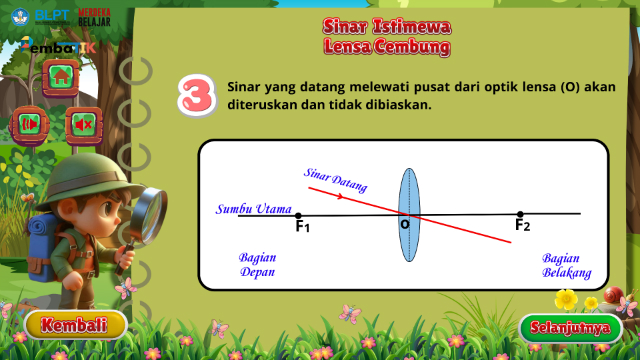 BLPT
MERDEKA
BELAJAR
PembaTIK
Sinar Istimewa
Lensa Cembung
3
Sinar yang datang melewati pusat dari optik lensa (O) akan
diteruskan dan tidak dibiaskan.
Sinar Datang
Sumbu Utama
F1
O
F2
Bagian
Depan
Bagian
Belakang
Kembali
Selanjutnya